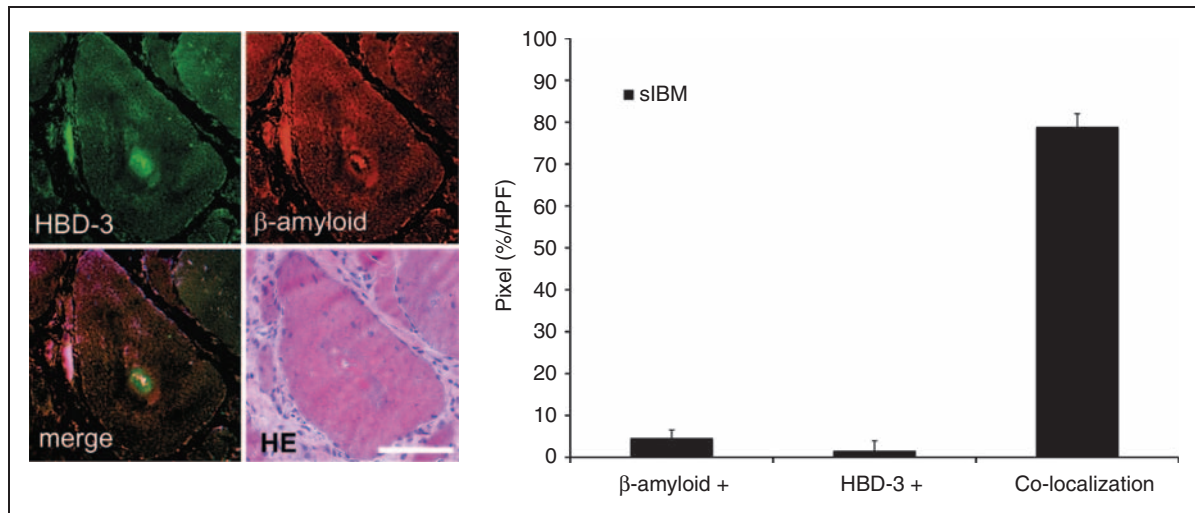 HBD-3
β-amyloid
merge
HE
Pixel (%/HPF)
100
90
80
70
60
50
40
30
20
10
0
sIBM
β-amyloid +
HBD-3 +
Co-localization